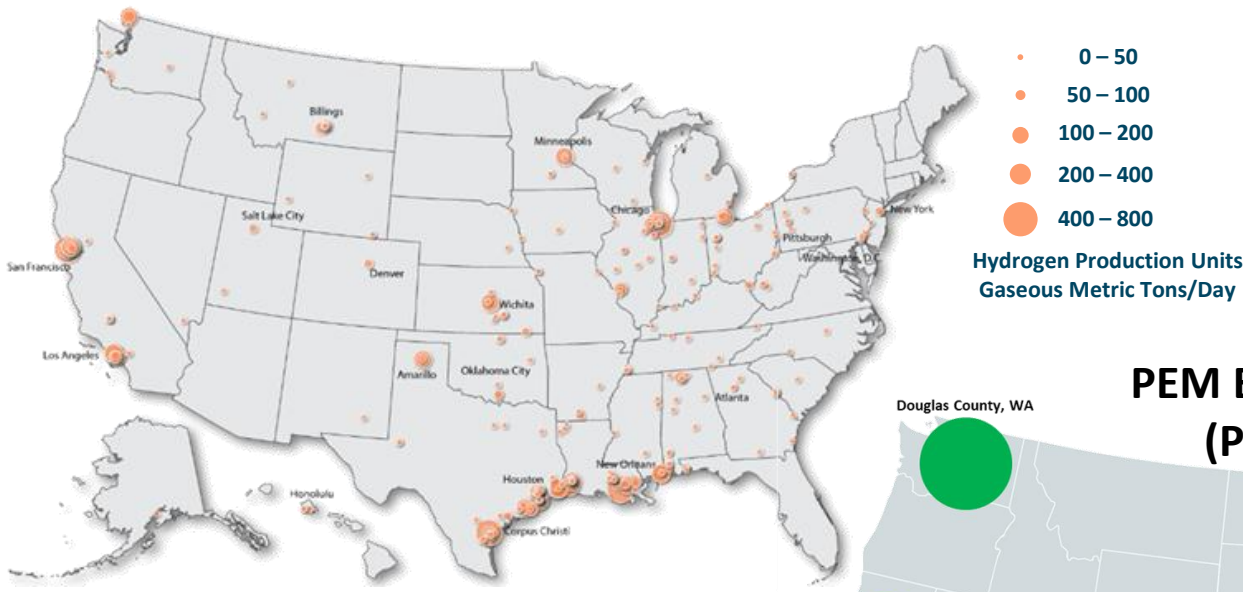 0 – 50
50 – 100
100 – 200
200 – 400
400 – 800
Hydrogen Production Units
Gaseous Metric Tons/Day
Billings
Minneapolis
Chicago
New York
Salt Lake City
Pittsburgh
Washington, D.C.
San Francisco
Denver
Wichita
Los Angeles
Amarillo
Oklahoma City
Atlanta
New Orleans
Houston
Honolulu
Corpus Christi
PEM E
(P
Douglas County, WA